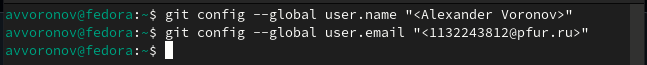 avvoronov@fedora:~$ git config --global user.name "<Alexander Voronov>"
avvoronov@fedora:~$ git config --global user.email "<1132243812@pfur.ru>"
avvoronov@fedora:~$